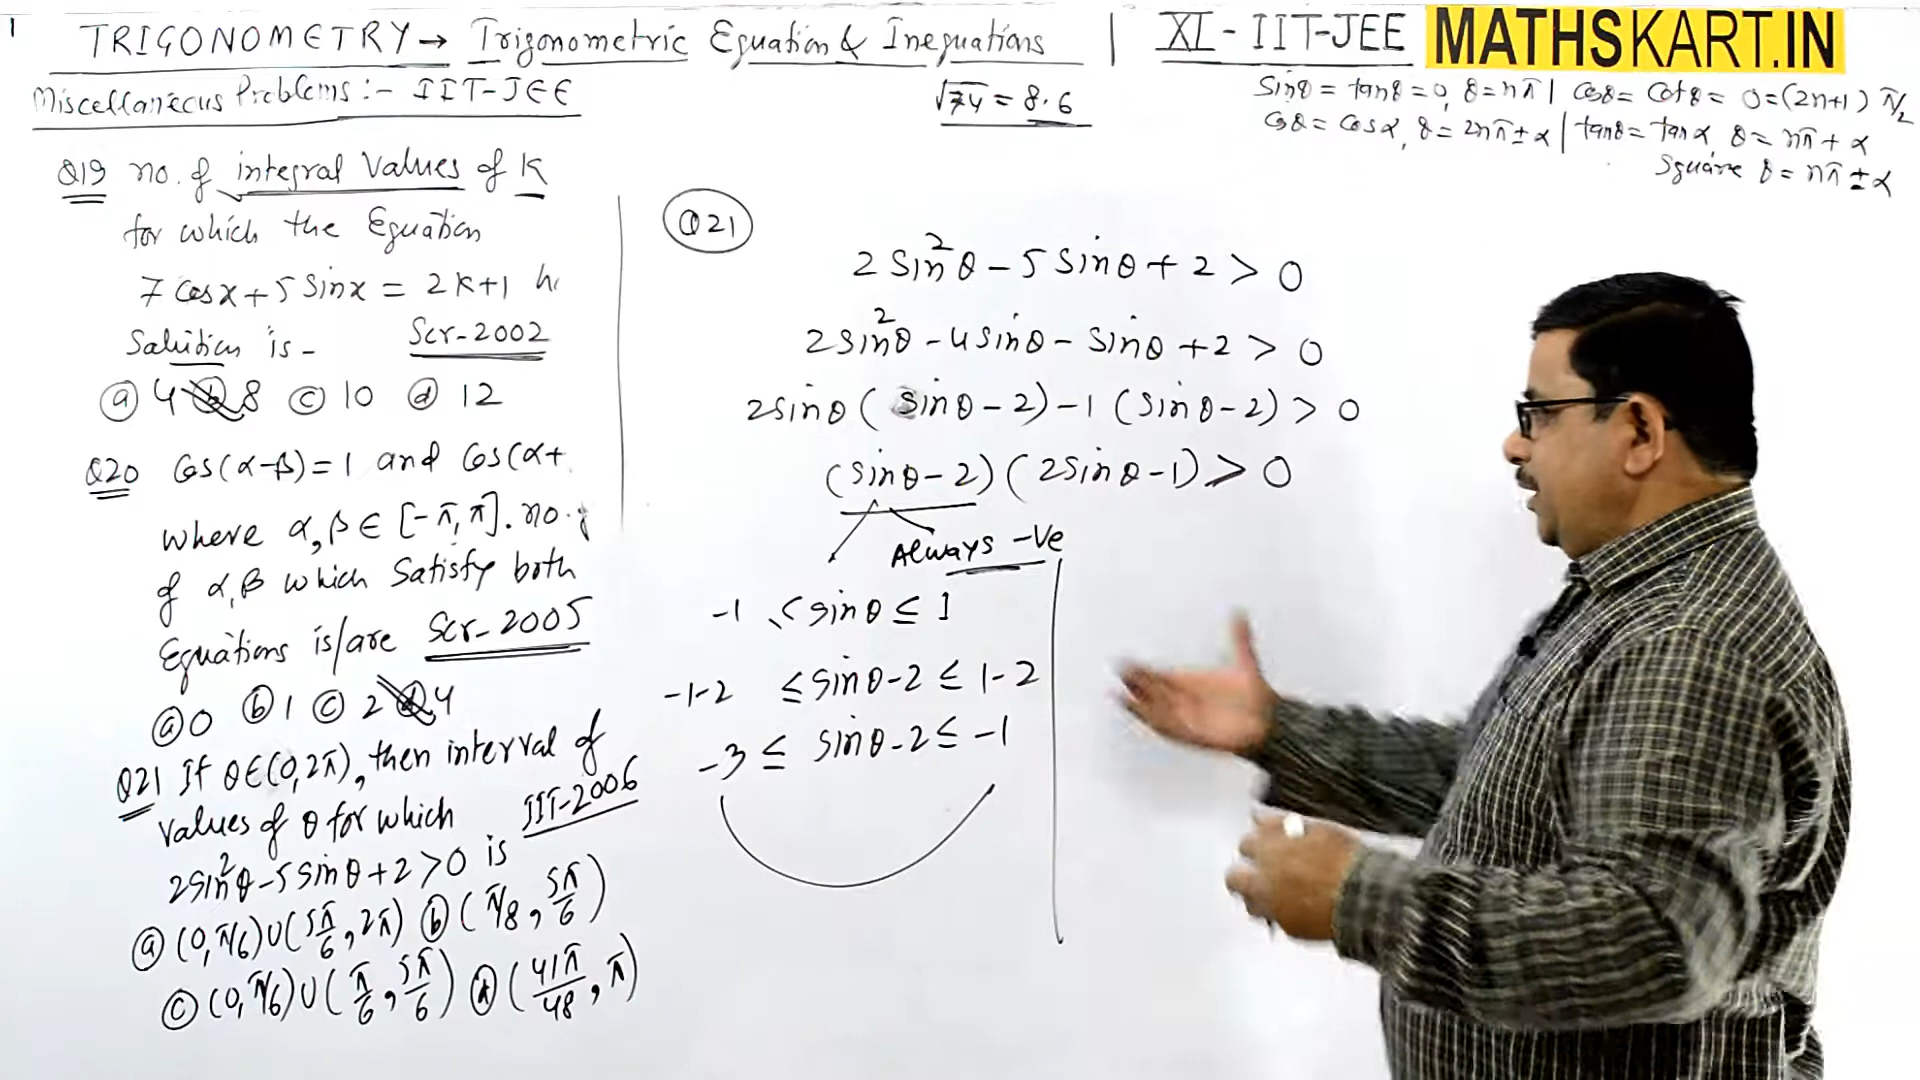 1
TRIGONOMETRY → Trigonometric Equation & Inequations | XI - IIT-JEE
MATHSKART.IN
Miscellaneous Problems :- IIT-JEE
√74 = 8.6
Sinθ = tanθ = 0, θ = nπ | Cosθ = Cotθ = 0 = (2n+1) π/2
Cosθ = Cosα, θ = 2nπ ± α | tanθ = tanα, θ = nπ + α
Square θ = nπ ± α
Q19 no. of integral Values of K
for which the Equation
7 Cosx + 5 Sinx = 2K+1
Solution is - Scr-2002
(a) 4 (b) 8 (c) 10 (d) 12
Q20 Cos(α-β) = 1 and Cos(α+
where α, β ∈ [-π, π]. no.
of α, β which Satisfy both
Equations is/are Scr-2005
(a) 0 (b) 1 (c) 2 (d) 4
Q21 If θ∈(0,2π), then interval of
Values of θ for which IIT-2006
2Sin²θ - 5 Sinθ + 2 > 0 is
(a) (0, π/6) ∪ (5π/6, 2π) (b) (π/8, 5π/6)
(c) (0, π/6) ∪ (π/6, 5π/6) (d) (41π/48, π)
Q21
2 Sin²θ - 5 Sinθ + 2 > 0
2 Sin²θ - 4 Sinθ - Sinθ + 2 > 0
2 Sinθ ( Sinθ - 2) - 1 (Sinθ - 2) > 0
(Sinθ - 2) (2 Sinθ - 1) > 0
Always -Ve
-1 ≤ Sinθ ≤ 1
-1-2 ≤ Sinθ - 2 ≤ 1-2
-3 ≤ Sinθ - 2 ≤ -1